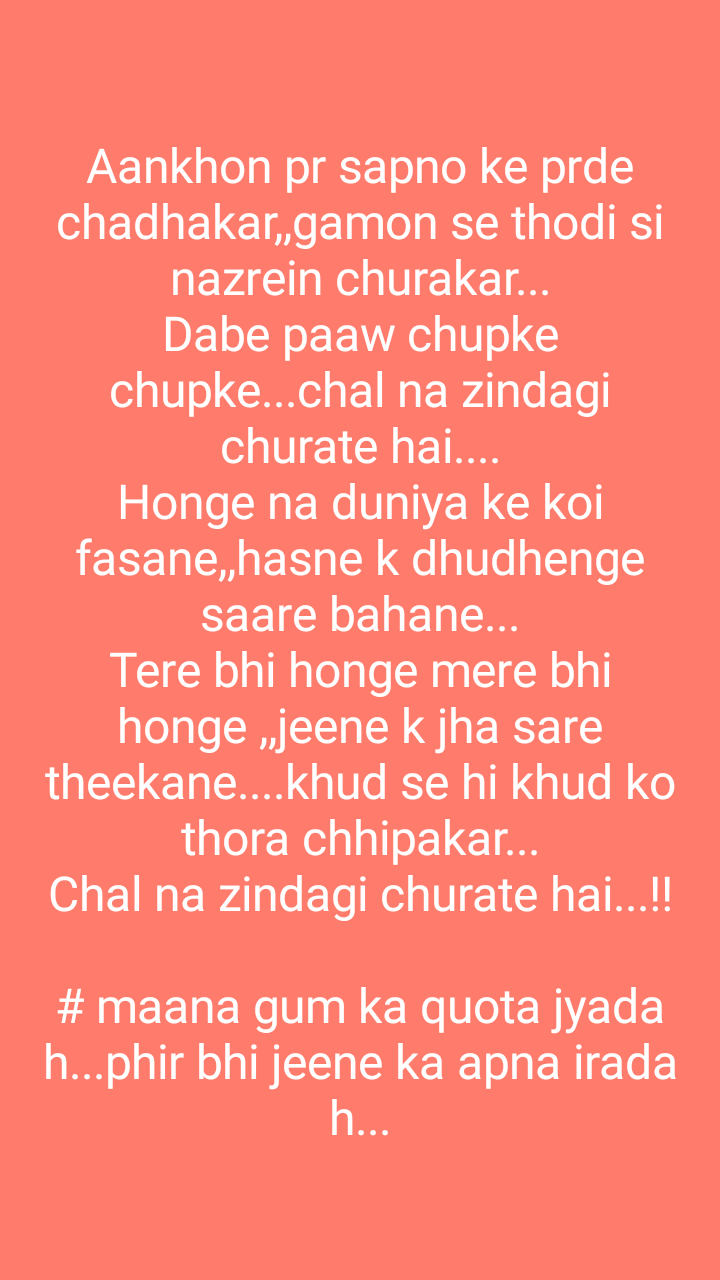 Aankhon pr sapno ke prde
chadhakar,,gamon se thodi si
nazrein churakar...
Dabe paaw chupke
chupke...chal na zindagi
churate hai....
Honge na duniya ke koi
fasane,,hasne k dhudhenge
saare bahane...
Tere bhi honge mere bhi
honge ,,jeene k jha sare
theekane....khud se hi khud ko
thora chhipakar...
Chal na zindagi churate hai...!!

# maana gum ka quota jyada
h...phir bhi jeene ka apna irada
h...